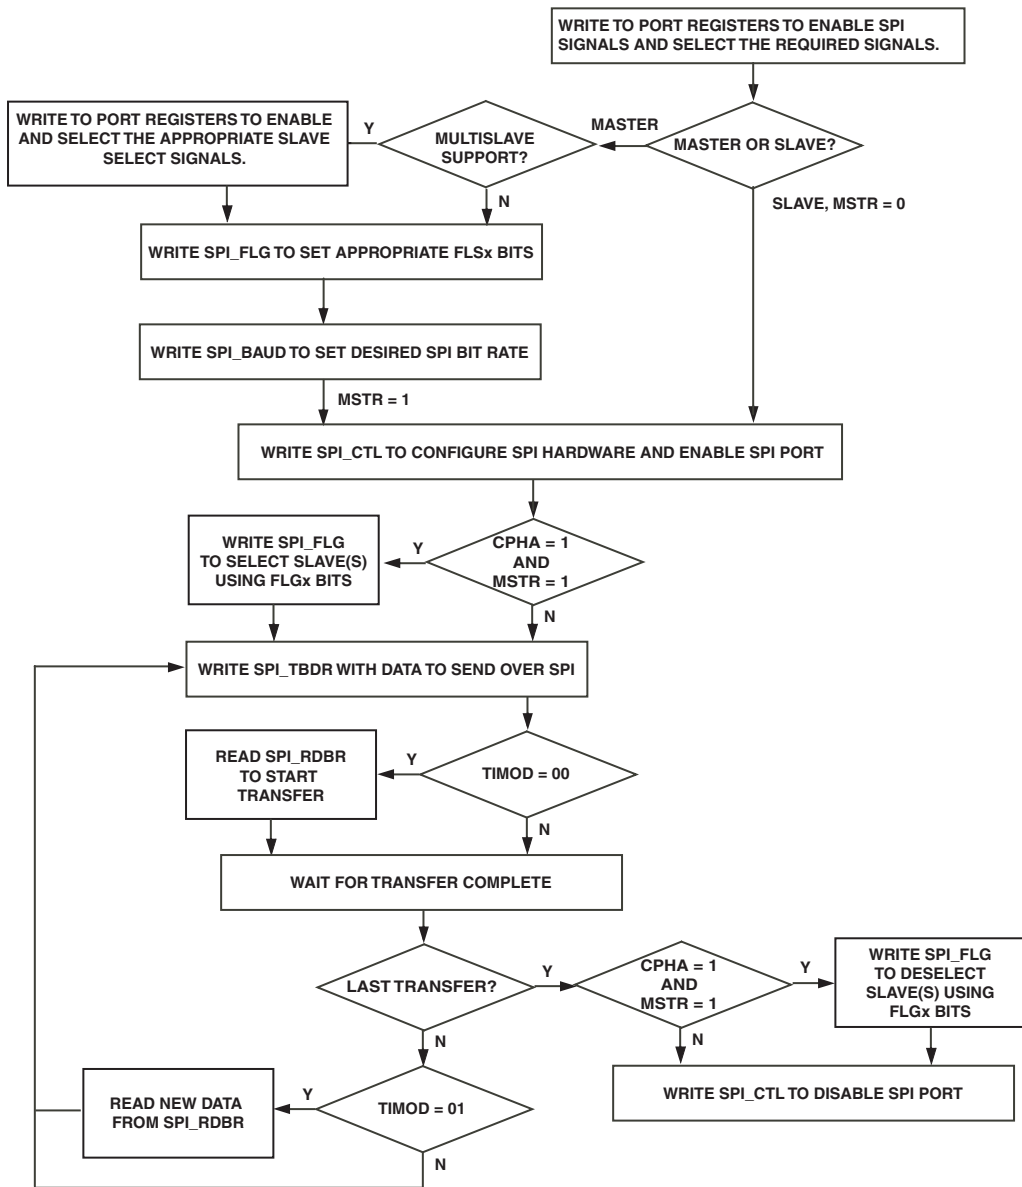 WRITE TO PORT REGISTERS TO ENABLE SPI
SIGNALS AND SELECT THE REQUIRED SIGNALS.
MASTER OR SLAVE?
MASTER
SLAVE, MSTR = 0
MULTISLAVE
SUPPORT?
Y
N
WRITE TO PORT REGISTERS TO ENABLE
AND SELECT THE APPROPRIATE SLAVE
SELECT SIGNALS.
WRITE SPI_FLG TO SET APPROPRIATE FLSx BITS
WRITE SPI_BAUD TO SET DESIRED SPI BIT RATE
MSTR = 1
WRITE SPI_CTL TO CONFIGURE SPI HARDWARE AND ENABLE SPI PORT
CPHA = 1
AND
MSTR = 1
Y
N
WRITE SPI_FLG
TO SELECT SLAVE(S)
USING FLGx BITS
WRITE SPI_TBDR WITH DATA TO SEND OVER SPI
TIMOD = 00
Y
N
READ SPI_RDBR
TO START
TRANSFER
WAIT FOR TRANSFER COMPLETE
LAST TRANSFER?
Y
N
CPHA = 1
AND
MSTR = 1
Y
N
WRITE SPI_FLG
TO DESELECT
SLAVE(S) USING
FLGx BITS
WRITE SPI_CTL TO DISABLE SPI PORT
TIMOD = 01
Y
N
READ NEW DATA
FROM SPI_RDBR